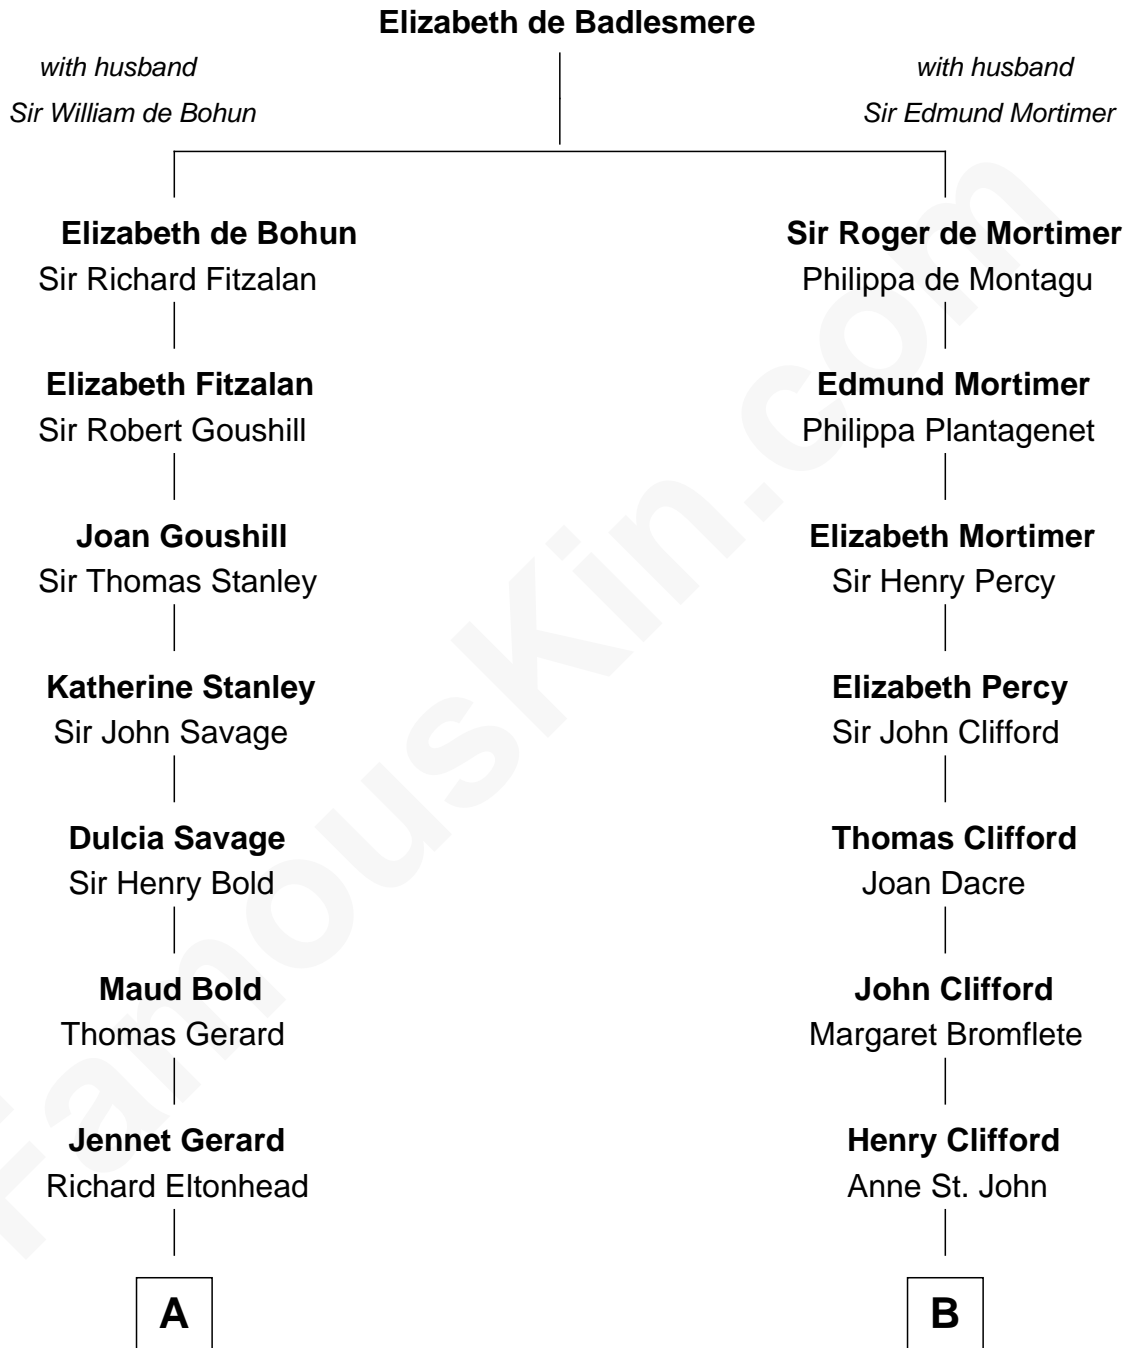 Elizabeth de Badlesmere
with husband
Sir William de Bohun
with husband
Sir Edmund Mortimer
Elizabeth de Bohun
Sir Richard Fitzalan
Sir Roger de Mortimer
Philippa de Montagu
Elizabeth Fitzalan
Sir Robert Goushill
Edmund Mortimer
Philippa Plantagenet
Joan Goushill
Sir Thomas Stanley
Elizabeth Mortimer
Sir Henry Percy
Katherine Stanley
Sir John Savage
Elizabeth Percy
Sir John Clifford
Dulcia Savage
Sir Henry Bold
Thomas Clifford
Joan Dacre
Maud Bold
Thomas Gerard
John Clifford
Margaret Bromflete
Jennet Gerard
Richard Eltonhead
Henry Clifford
Anne St. John
A
B
FamousKin.com